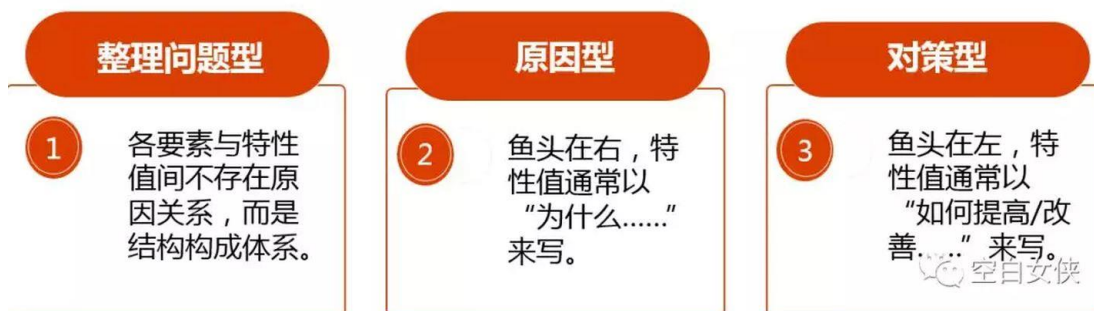 整理问题型
1
各要素与特性
值间不存在原
因关系，而是
结构构成体系。
原因型
2
鱼头在右，特
性值通常以
“为什么……”
来写。
对策型
3
鱼头在左，特
性值通常以
“如何提高/改
善……”来写。
空白女侠